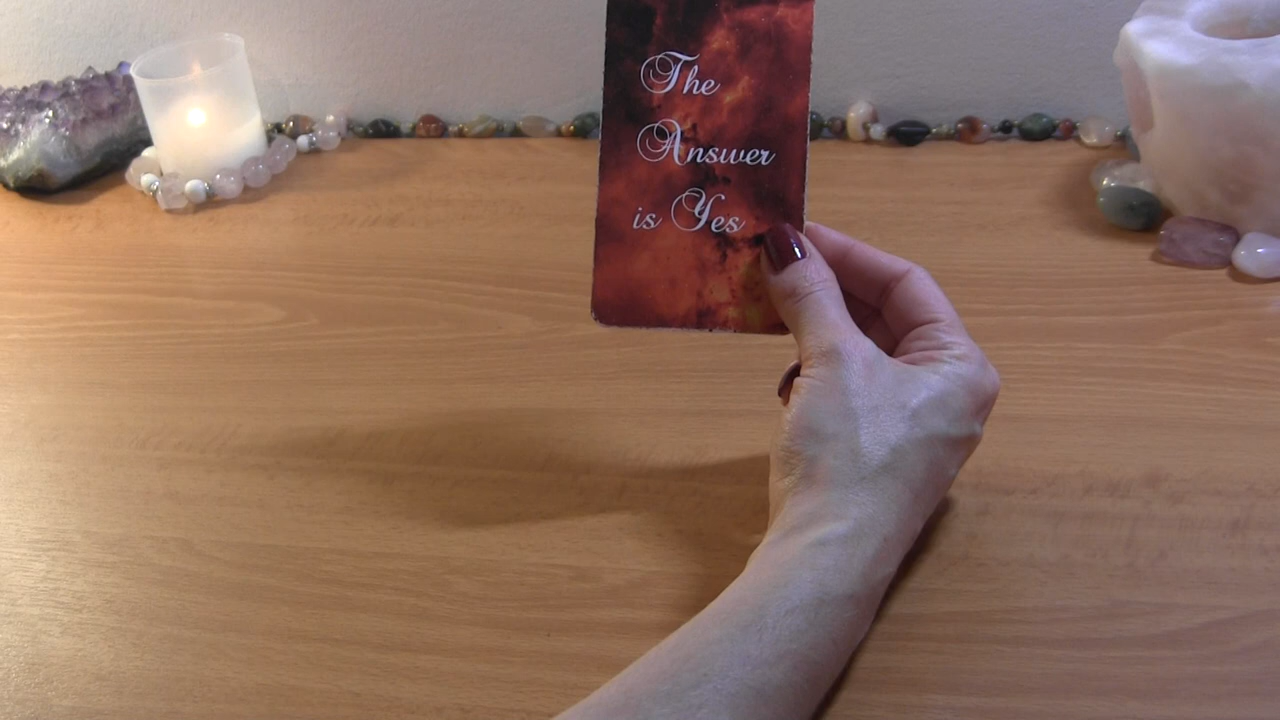 The
Answer
is Yes